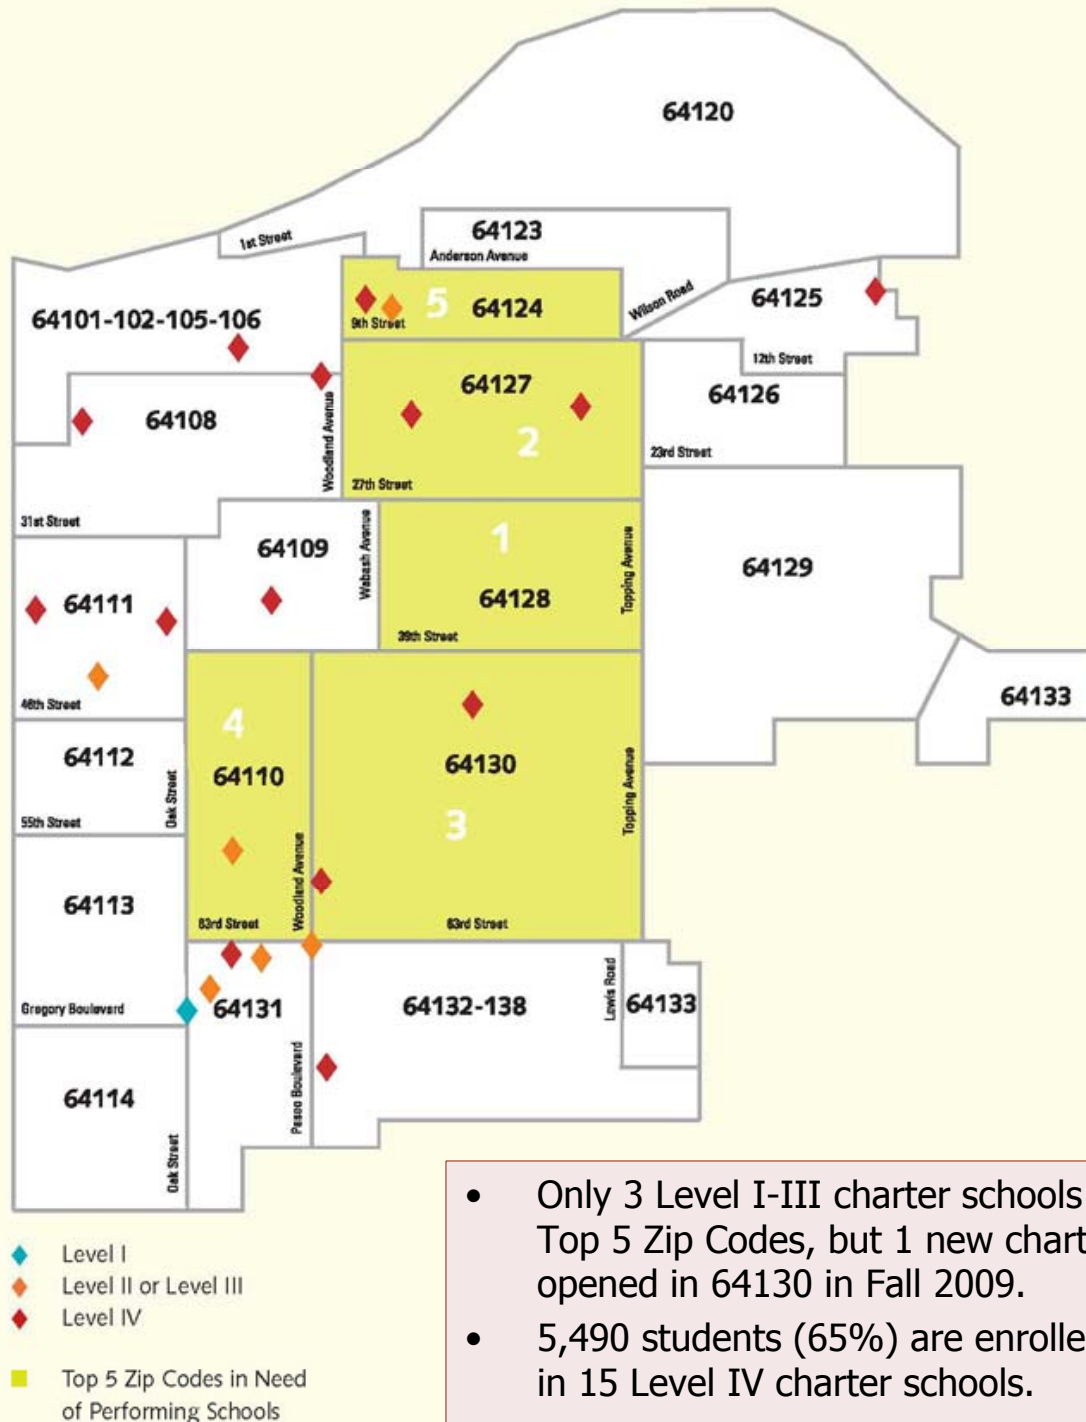 64120
64123
Anderson Avenue
1st Street
64101-102-105-106
5
64124
9th Street
Wilson Road
64125
12th Street
64127
2
27th Street
64126
23rd Street
64108
Woodland Avenue
31st Street
64109
Wabash Avenue
1
64128
39th Street
Topping Avenue
64129
64111
46th Street
64133
4
64110
64130
3
Topping Avenue
64112
Oak Street
55th Street
Woodland Avenue
63rd Street
63rd Street
64113
Gregory Boulevard
64131
64132-138
Lewis Road
64133
Paseo Boulevard
64114
Oak Street
Level I
Level II or Level III
Level IV
Top 5 Zip Codes in Need
of Performing Schools
• Only 3 Level I-III charter schools
Top 5 Zip Codes, but 1 new chart
opened in 64130 in Fall 2009.
• 5,490 students (65%) are enrolle
in 15 Level IV charter schools.